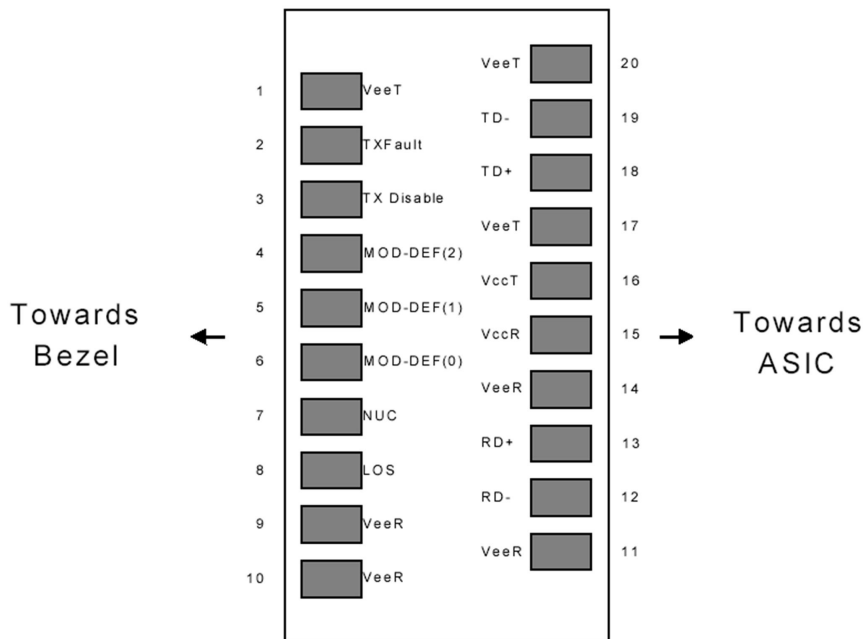 VeeT 20
1 VeeT
TD- 19
2 TXFault
TD+ 18
3 TX Disable
VeeT 17
4 MOD-DEF(2)
VccT 16
5 MOD-DEF(1)
Towards
Bezel
VccR 15
Towards
ASIC
6 MOD-DEF(0)
VeeR 14
7 NUC
RD+ 13
8 LOS
RD- 12
9 VeeR
VeeR 11
10 VeeR